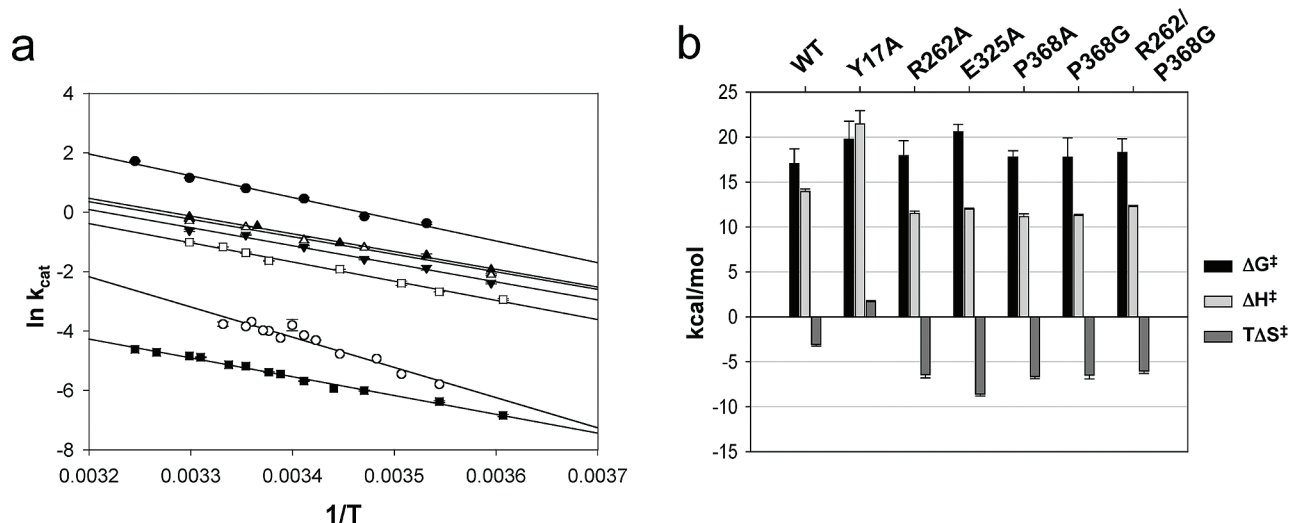 a
4
2
0
-2
-4
-6
-8
ln kcat
0.0032 0.0033 0.0034 0.0035 0.0036 0.0037
1/T
b
WT Y17A R262A E325A P368A P368G R262/
P368G
25
20
15
10
5
0
-5
-10
-15
kcal/mol
ΔG‡
ΔH‡
TΔS‡